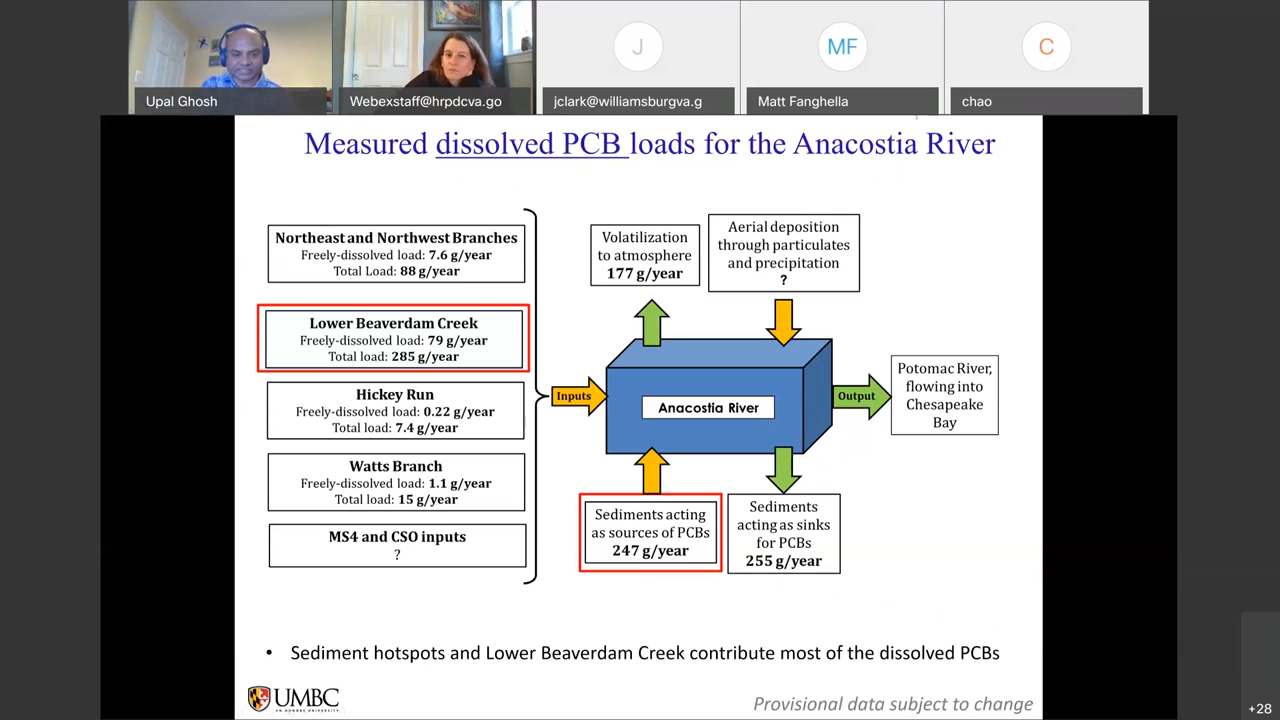 J
MF
C
Upal Ghosh
Webexstaff@hrpdcva.go
jclark@williamsburgva.g
Matt Fanghella
chao
Measured dissolved PCB loads for the Anacostia River
Northeast and Northwest Branches
Freely-dissolved load: 7.6 g/year
Total Load: 88 g/year
Lower Beaverdam Creek
Freely-dissolved load: 79 g/year
Total load: 285 g/year
Hickey Run
Freely-dissolved load: 0.22 g/year
Total load: 7.4 g/year
Watts Branch
Freely-dissolved load: 1.1 g/year
Total load: 15 g/year
MS4 and CSO inputs
?
Inputs
Volatilization
to atmosphere
177 g/year
Aerial deposition
through particulates
and precipitation
?
Anacostia River
Output
Potomac River,
flowing into
Chesapeake
Bay
Sediments acting
as sources of PCBs
247 g/year
Sediments
acting as sinks
for PCBs
255 g/year
• Sediment hotspots and Lower Beaverdam Creek contribute most of the dissolved PCBs
UMBC
AN HONORS UNIVERSITY
Provisional data subject to change
+28